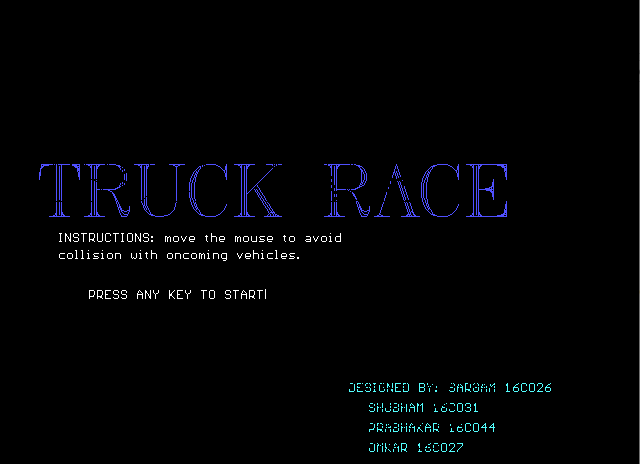 TRUCK RACE
INSTRUCTIONS: move the mouse to avoid
collision with oncoming vehicles.
PRESS ANY KEY TO START!
DESIGNED BY: SARGAM 16CO26
SHUBHAM 16CO31
PRABHAKAR 16CO44
OMKAR 16CO27